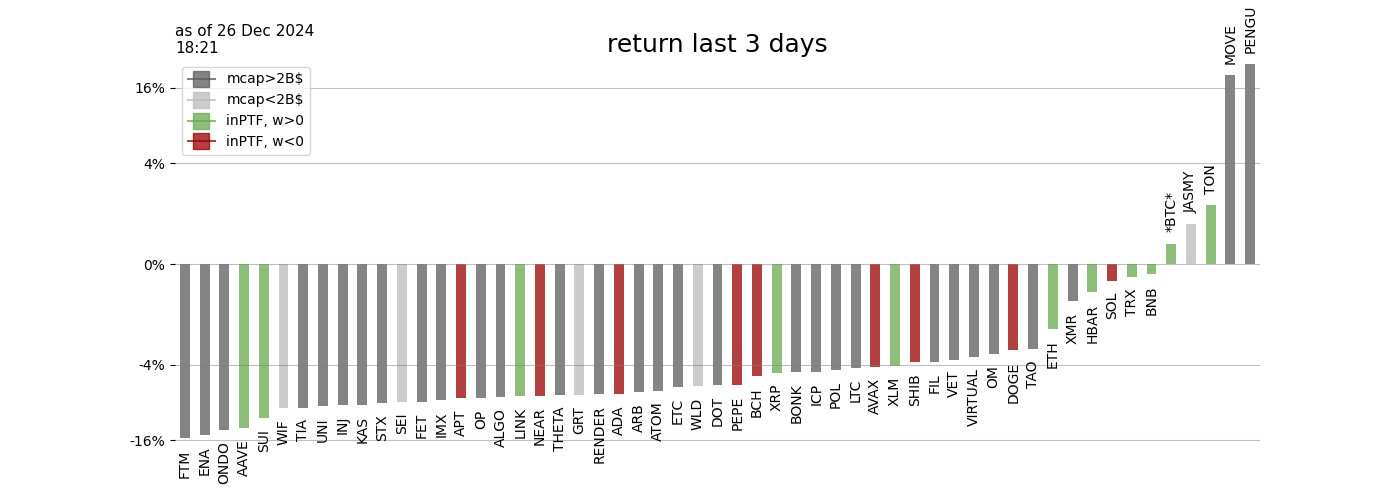 as of 26 Dec 2024
18:21
return last 3 days
mcap>2B$
mcap<2B$
inPTF, w>0
inPTF, w<0
16%
4%
0%
-4%
-16%
FTM
ENA
ONDO
AAVE
SUI
WIF
TIA
UNI
INJ
KAS
STX
SEI
FET
IMX
APT
OP
ALGO
LINK
NEAR
THETA
GRT
RENDER
ADA
ARB
ATOM
ETC
WLD
DOT
PEPE
BCH
XRP
BONK
ICP
POL
LTC
AVAX
XLM
SHIB
FIL
VET
VIRTUAL
OM
DOGE
TAO
ETH
XMR
HBAR
SOL
TRX
BNB
*BTC*
JASMY
TON
MOVE
PENGU